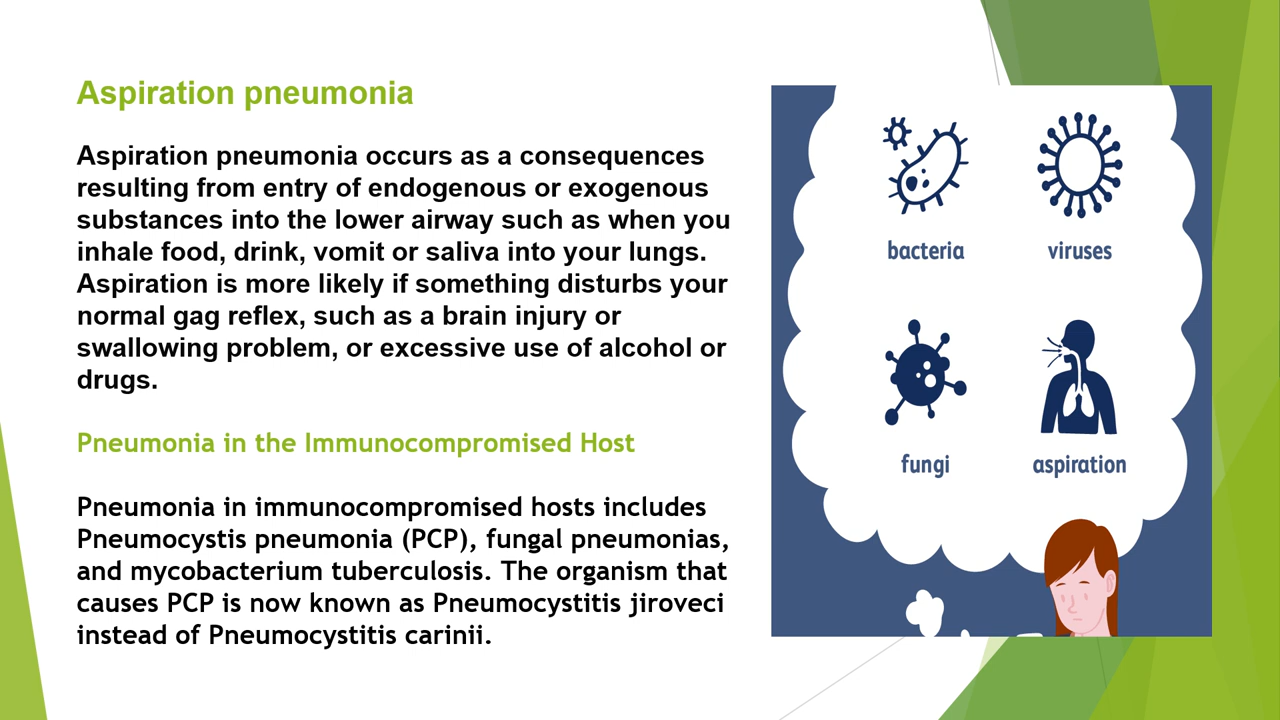 Aspiration pneumonia
Aspiration pneumonia occurs as a consequences
resulting from entry of endogenous or exogenous
substances into the lower airway such as when you
inhale food, drink, vomit or saliva into your lungs.
Aspiration is more likely if something disturbs your
normal gag reflex, such as a brain injury or
swallowing problem, or excessive use of alcohol or
drugs.
Pneumonia in the Immunocompromised Host
Pneumonia in immunocompromised hosts includes
Pneumocystis pneumonia (PCP), fungal pneumonias,
and mycobacterium tuberculosis. The organism that
causes PCP is now known as Pneumocystitis jiroveci
instead of Pneumocystitis carinii.
bacteria
viruses
fungi
aspiration